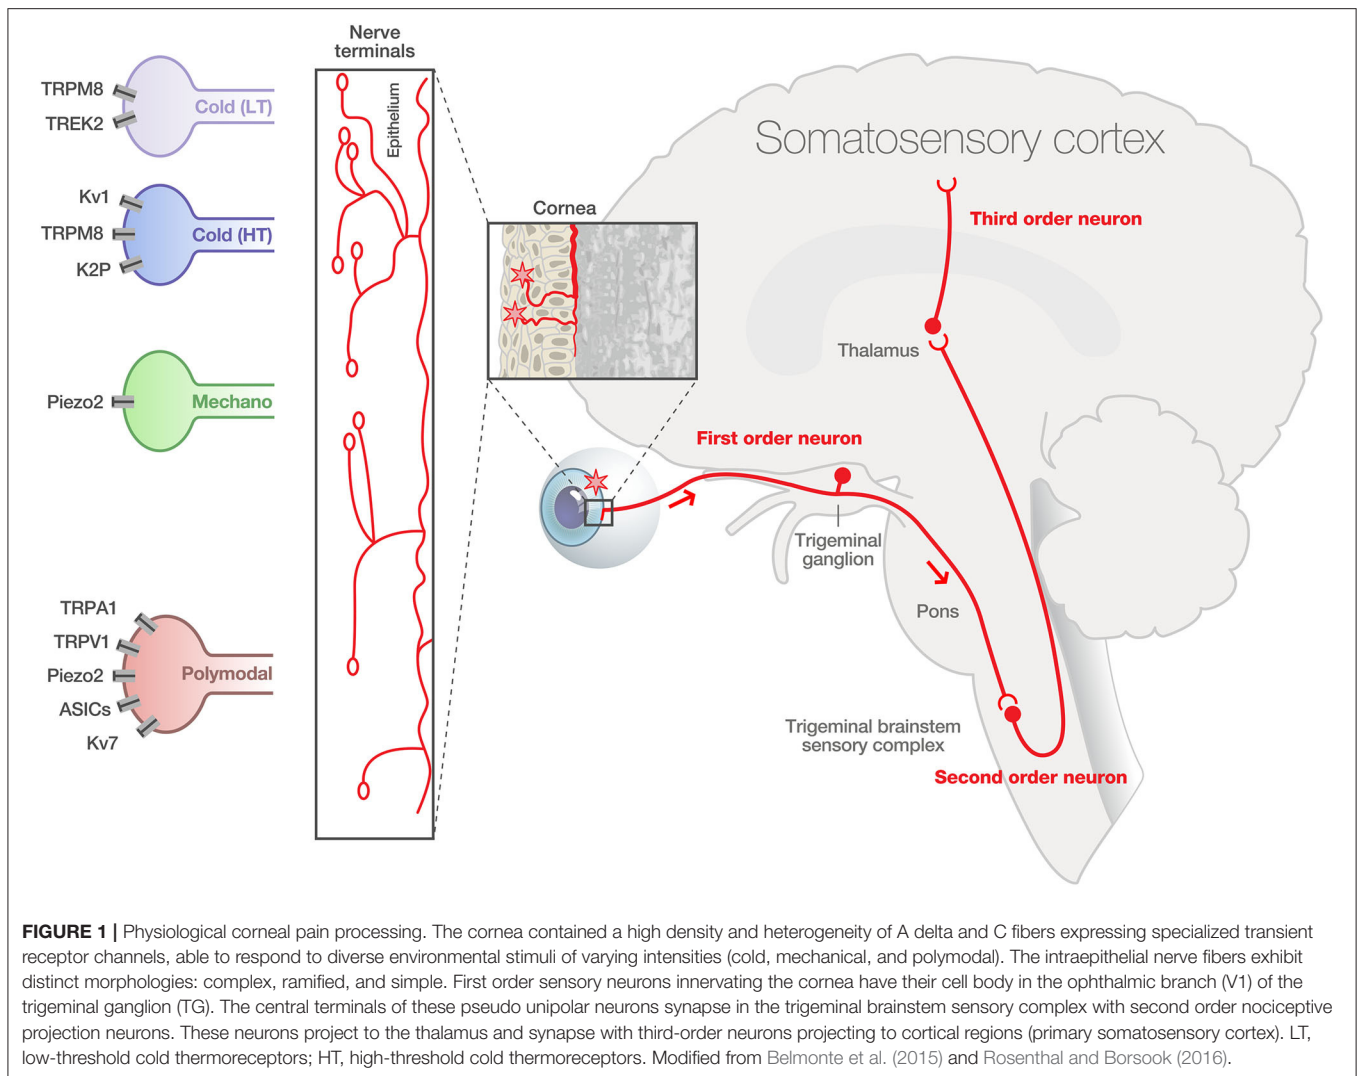 Nerve
terminals
TRPM8
TREK2
Cold (LT)
Kv1
TRPM8
K2P
Cold (HT)
Piezo2
Mechano
TRPA1
TRPV1
Piezo2
ASICs
Kv7
Polymodal
Epithelium
Cornea
Somatosensory cortex
Third order neuron
Thalamus
First order neuron
Trigeminal
ganglion
Pons
Trigeminal brainstem
sensory complex
Second order neuron
FIGURE 1 | Physiological corneal pain processing. The cornea contained a high density and heterogeneity of A delta and C fibers expressing specialized transient
receptor channels, able to respond to diverse environmental stimuli of varying intensities (cold, mechanical, and polymodal). The intraepithelial nerve fibers exhibit
distinct morphologies: complex, ramified, and simple. First order sensory neurons innervating the cornea have their cell body in the ophthalmic branch (V1) of the
trigeminal ganglion (TG). The central terminals of these pseudo unipolar neurons synapse in the trigeminal brainstem sensory complex with second order nociceptive
projection neurons. These neurons project to the thalamus and synapse with third-order neurons projecting to cortical regions (primary somatosensory cortex). LT,
low-threshold cold thermoreceptors; HT, high-threshold cold thermoreceptors. Modified from Belmonte et al. (2015) and Rosenthal and Borsook (2016).